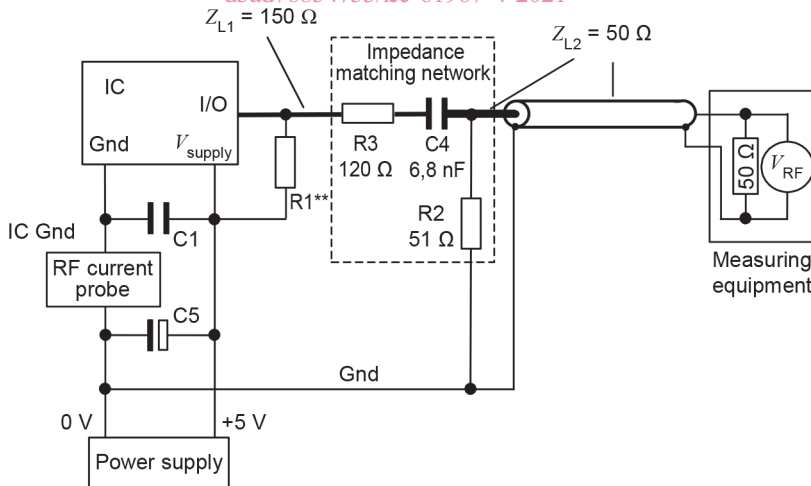 Z_L1 = 150 Ω
Impedance
matching network
Z_L2 = 50 Ω
IC
I/O
Gnd
V_supply
R3
120 Ω
C4
6,8 nF
50 Ω
V_RF
R1**
C1
R2
51 Ω
IC Gnd
RF current
probe
Measuring
equipment
C5
Gnd
0 V
+5 V
Power supply